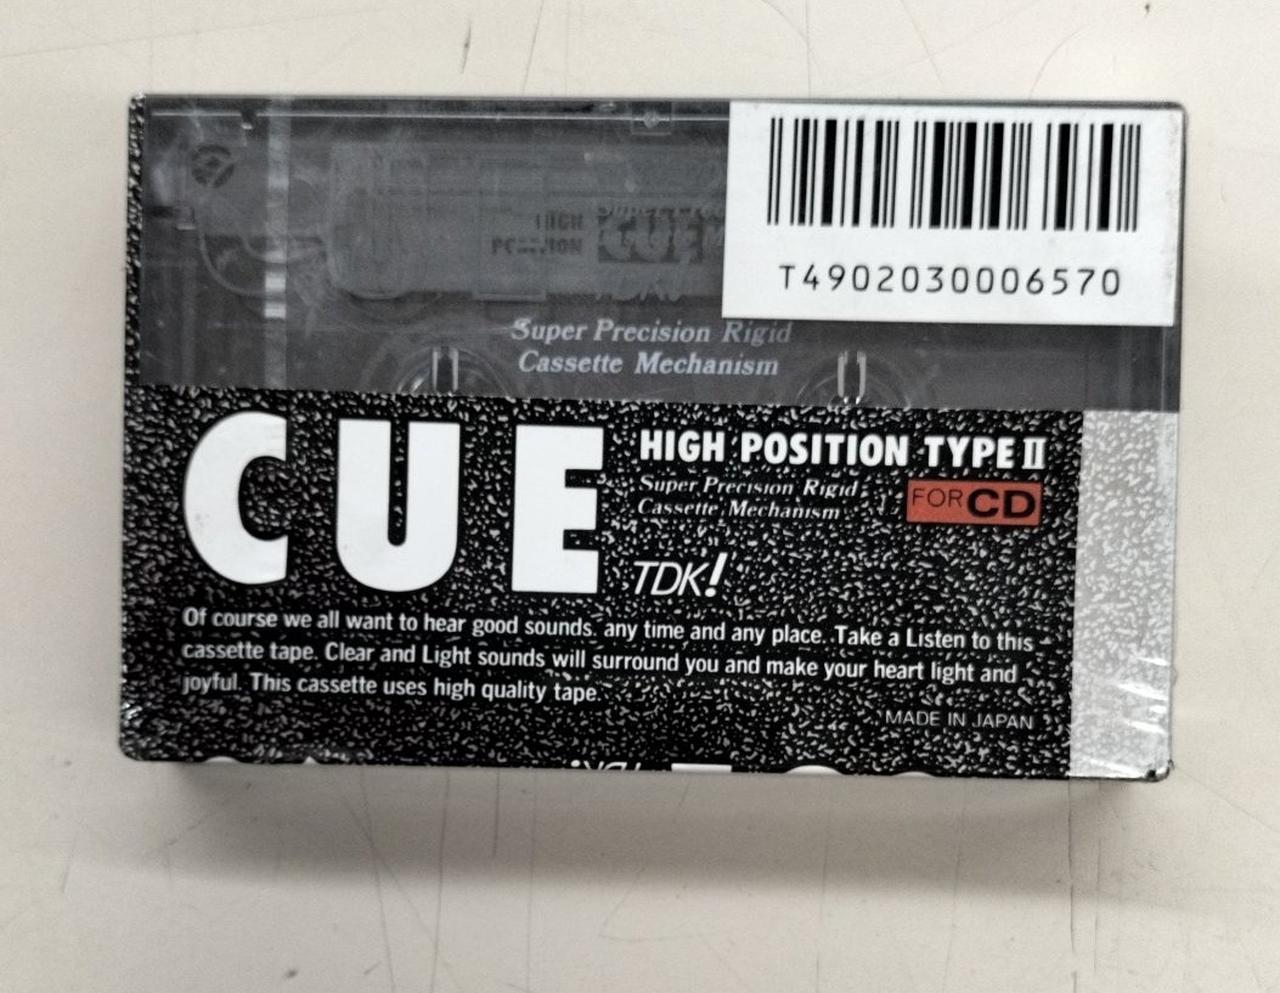 T4902030006570
HIGH
POSITION
CUE
Super Precision Rigid
Cassette Mechanism
CUE
HIGH POSITION TYPE II
Super Precision Rigid
Cassette Mechanism
FOR CD
TDK!
Of course we all want to hear good sounds. any time and any place. Take a Listen to this
cassette tape. Clear and Light sounds will surround you and make your heart light and
joyful. This cassette uses high quality tape.
MADE IN JAPAN